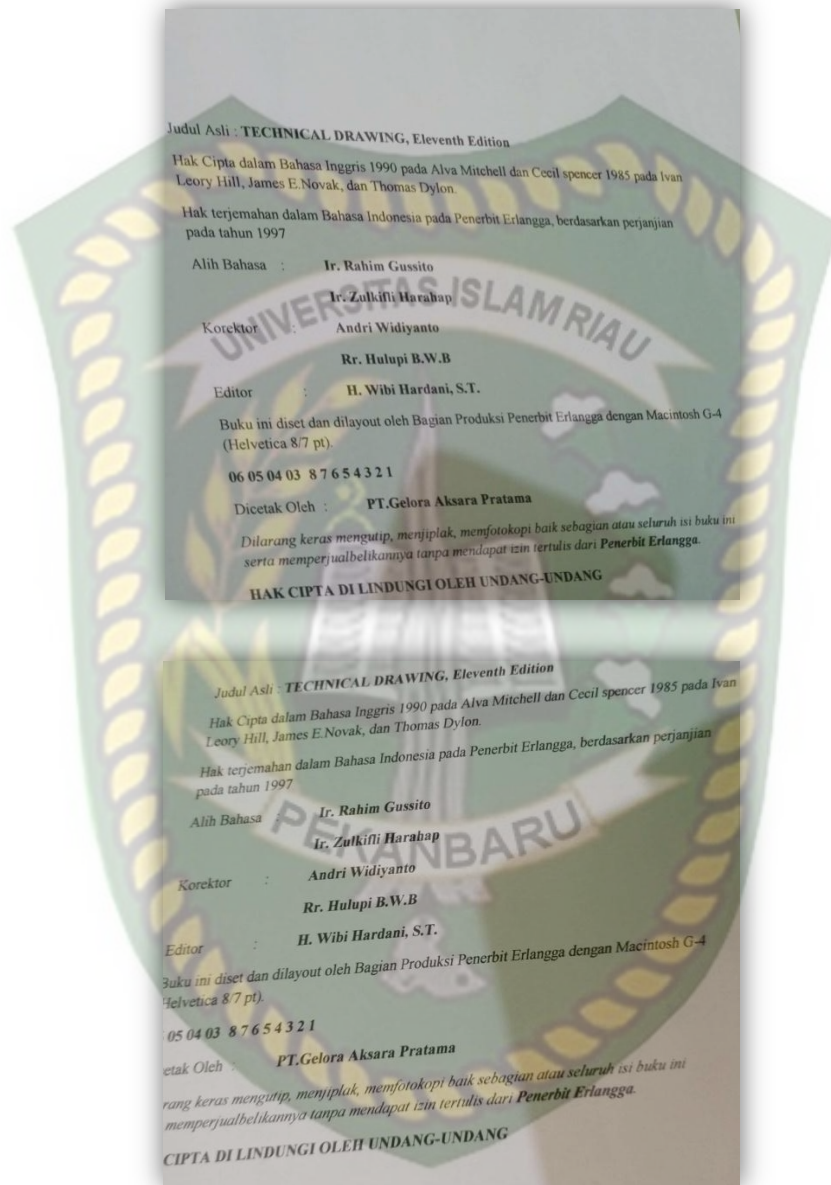 Judul Asli : TECHNICAL DRAWING, Eleventh Edition
Hak Cipta dalam Bahasa Inggris 1990 pada Alva Mitchell dan Cecil spencer 1985 pada Ivan
Leory Hill, James E.Novak, dan Thomas Dylon.
Hak terjemahan dalam Bahasa Indonesia pada Penerbit Erlangga, berdasarkan perjanjian
pada tahun 1997
Alih Bahasa : Ir. Rahim Gussito
Ir. Zulkifli Harahap
UNIVERSITAS ISLAM RIAU
Korektor : Andri Widiyanto
Rr. Hulupi B.W.B
Editor : H. Wibi Hardani, S.T.
Buku ini diset dan dilayout oleh Bagian Produksi Penerbit Erlangga dengan Macintosh G-4
(Helvetica 8/7 pt).
06 05 04 03 8 7 6 5 4 3 2 1
Dicetak Oleh : PT.Gelora Aksara Pratama
Dilarang keras mengutip, menjiplak, memfotokopi baik sebagian atau seluruh isi buku ini
serta memperjualbelikannya tanpa mendapat izin tertulis dari Penerbit Erlangga.
HAK CIPTA DI LINDUNGI OLEH UNDANG-UNDANG
Judul Asli : TECHNICAL DRAWING, Eleventh Edition
Hak Cipta dalam Bahasa Inggris 1990 pada Alva Mitchell dan Cecil spencer 1985 pada Ivan
Leory Hill, James E.Novak, dan Thomas Dylon.
Hak terjemahan dalam Bahasa Indonesia pada Penerbit Erlangga, berdasarkan perjanjian
pada tahun 1997
Alih Bahasa : Ir. Rahim Gussito
Ir. Zulkifli Harahap
PEKANBARU
Korektor : Andri Widiyanto
Rr. Hulupi B.W.B
Editor : H. Wibi Hardani, S.T.
Buku ini diset dan dilayout oleh Bagian Produksi Penerbit Erlangga dengan Macintosh G-4
Helvetica 8/7 pt).
05 04 03 8 7 6 5 4 3 2 1
etak Oleh : PT.Gelora Aksara Pratama
rang keras mengutip, menjiplak, memfotokopi baik sebagian atau seluruh isi buku ini
memperjualbelikannya tanpa mendapat izin tertulis dari Penerbit Erlangga.
CIPTA DI LINDUNGI OLEH UNDANG-UNDANG